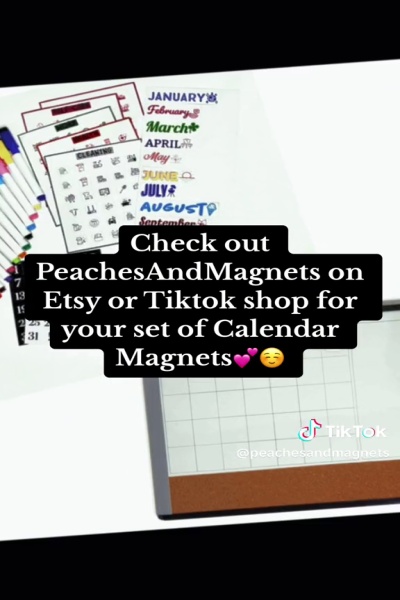 JANUARY
February
March
APRIL
May
JUNE
JULY
AUGUST
September
CLEANING
Check out
PeachesAndMagnets on
Etsy or Tiktok shop for
your set of Calendar
Magnets💕☺️
TikTok
@peachesandmagnets